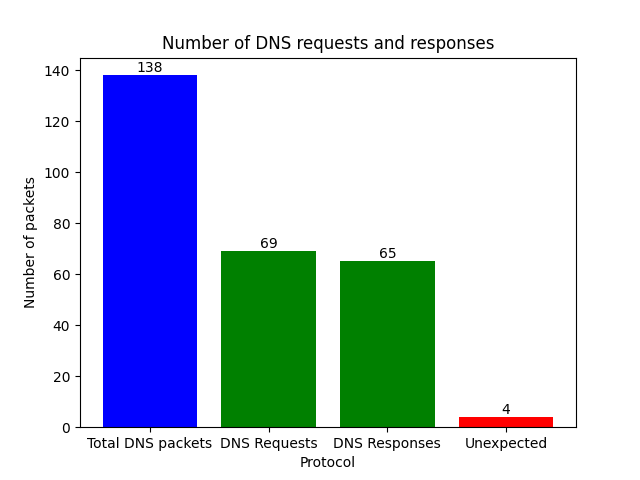 Number of DNS requests and responses
138
69
65
4
140
120
100
80
60
40
20
0
Number of packets
Total DNS packets
DNS Requests
DNS Responses
Unexpected
Protocol